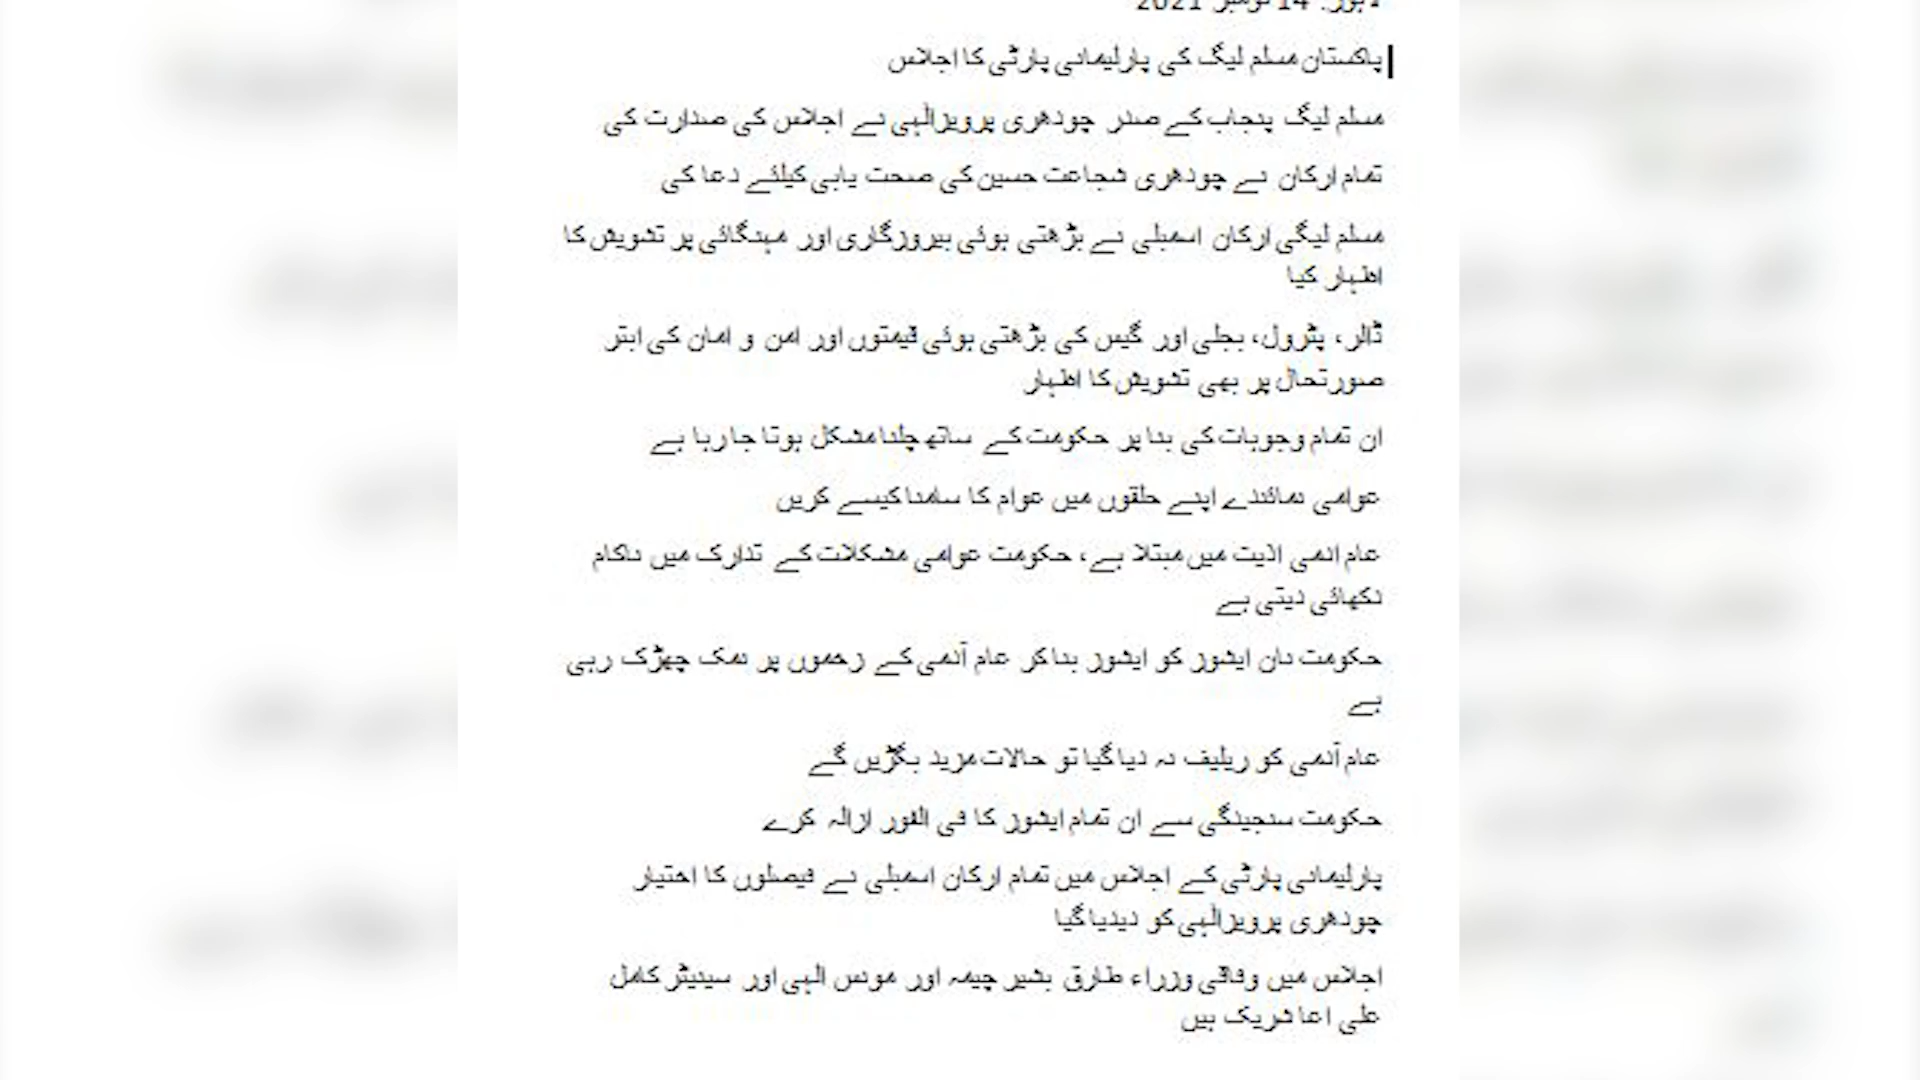 لاہور: 14 نومبر 2021
پاکستان مسلم لیگ کی پارلیمانی پارٹی کا اجلاس
مسلم لیگ پنجاب کے صدر چودھری پرویزالٰہی نے اجلاس کی صدارت کی
تمام ارکان نے چودھری شجاعت حسین کی صحت یابی کیلئے دعا کی
مسلم لیگی ارکان اسمبلی نے بڑھتی ہوئی بیروزگاری اور مہنگائی پر تشویش کا
اظہار کیا
ڈالر، پٹرول، بجلی اور گیس کی بڑھتی ہوئی قیمتوں اور امن و امان کی ابتر
صورتحال پر بھی تشویش کا اظہار
ان تمام وجوہات کی بنا پر حکومت کے ساتھ چلنا مشکل ہوتا جا رہا ہے
عوامی نمائندے اپنے حلقوں میں عوام کا سامنا کیسے کریں
عام ادمی اذیت میں مبتلا ہے، حکومت عوامی مشکلات کے تدارک میں ناکام
دکھائی دیتی ہے
حکومت نان ایشوز کو ایشوز بنا کر عام آدمی کے زخموں پر نمک چھڑک رہی
ہے
عام آدمی کو ریلیف نہ دیا گیا تو حالات مزید بگڑیں گے
حکومت سنجیدگی سے ان تمام ایشوز کا فی الفور ازالہ کرے
پارلیمانی پارٹی کے اجلاس میں تمام ارکان اسمبلی نے فیصلوں کا اختیار
چودھری پرویزالٰہی کو دیدیا گیا
اجلاس میں وفاقی وزراء طارق بشیر چیمہ اور مونس الٰہی اور سینیٹر کامل
علی اغا شریک ہیں